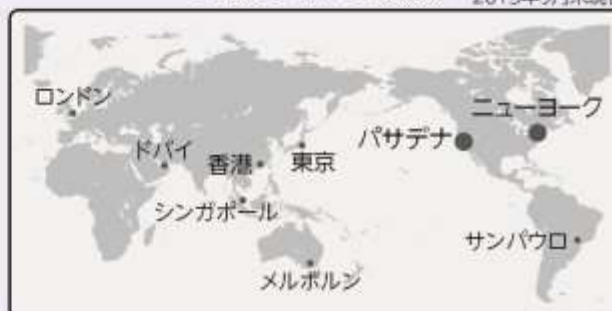 ロンドン
ニューヨーク
パサデナ
ドバイ
香港
東京
シンガポール
サンパウロ
メルボルン